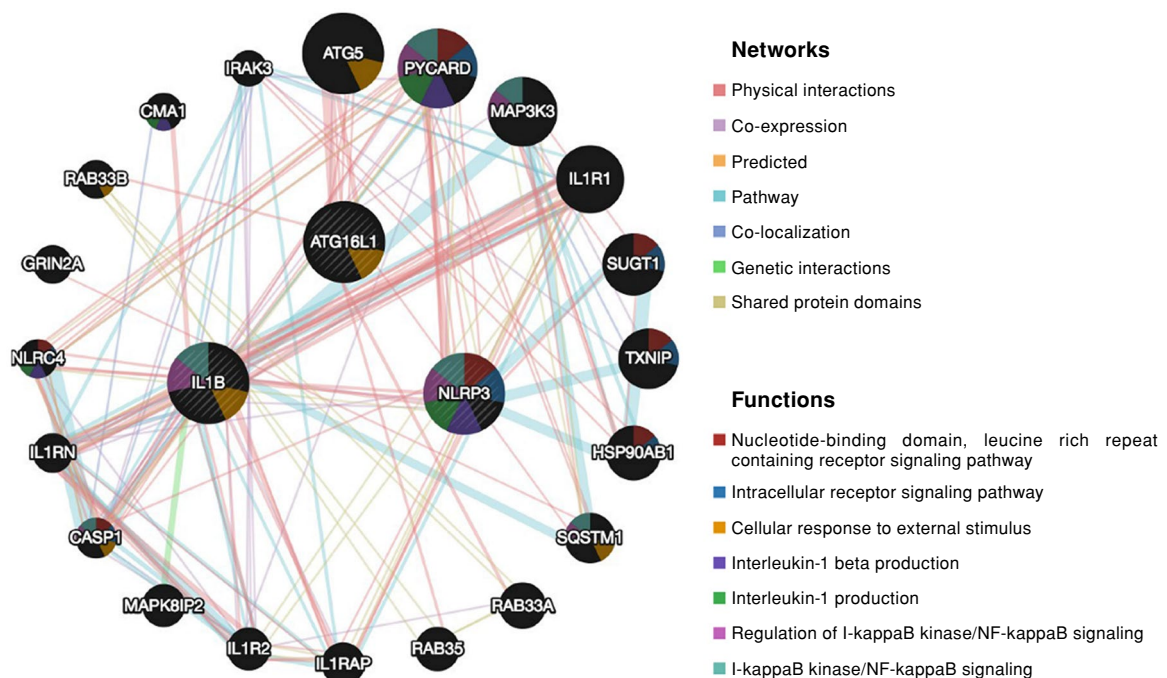 ATG5
IRAK3
PYCARD
CMA1
MAP3K3
RAB33B
IL1R1
ATG16L1
GRIN2A
SUGT1
NLRC4
TXNIP
IL1B
NLRP3
IL1RN
HSP90AB1
CASP1
SQSTM1
MAPK8IP2
RAB33A
IL1R2
IL1RAP
RAB35
Networks
Physical interactions
Co-expression
Predicted
Pathway
Co-localization
Genetic interactions
Shared protein domains
Functions
Nucleotide-binding domain, leucine rich repeat
containing receptor signaling pathway
Intracellular receptor signaling pathway
Cellular response to external stimulus
Interleukin-1 beta production
Interleukin-1 production
Regulation of I-kappaB kinase/NF-kappaB signaling
I-kappaB kinase/NF-kappaB signaling